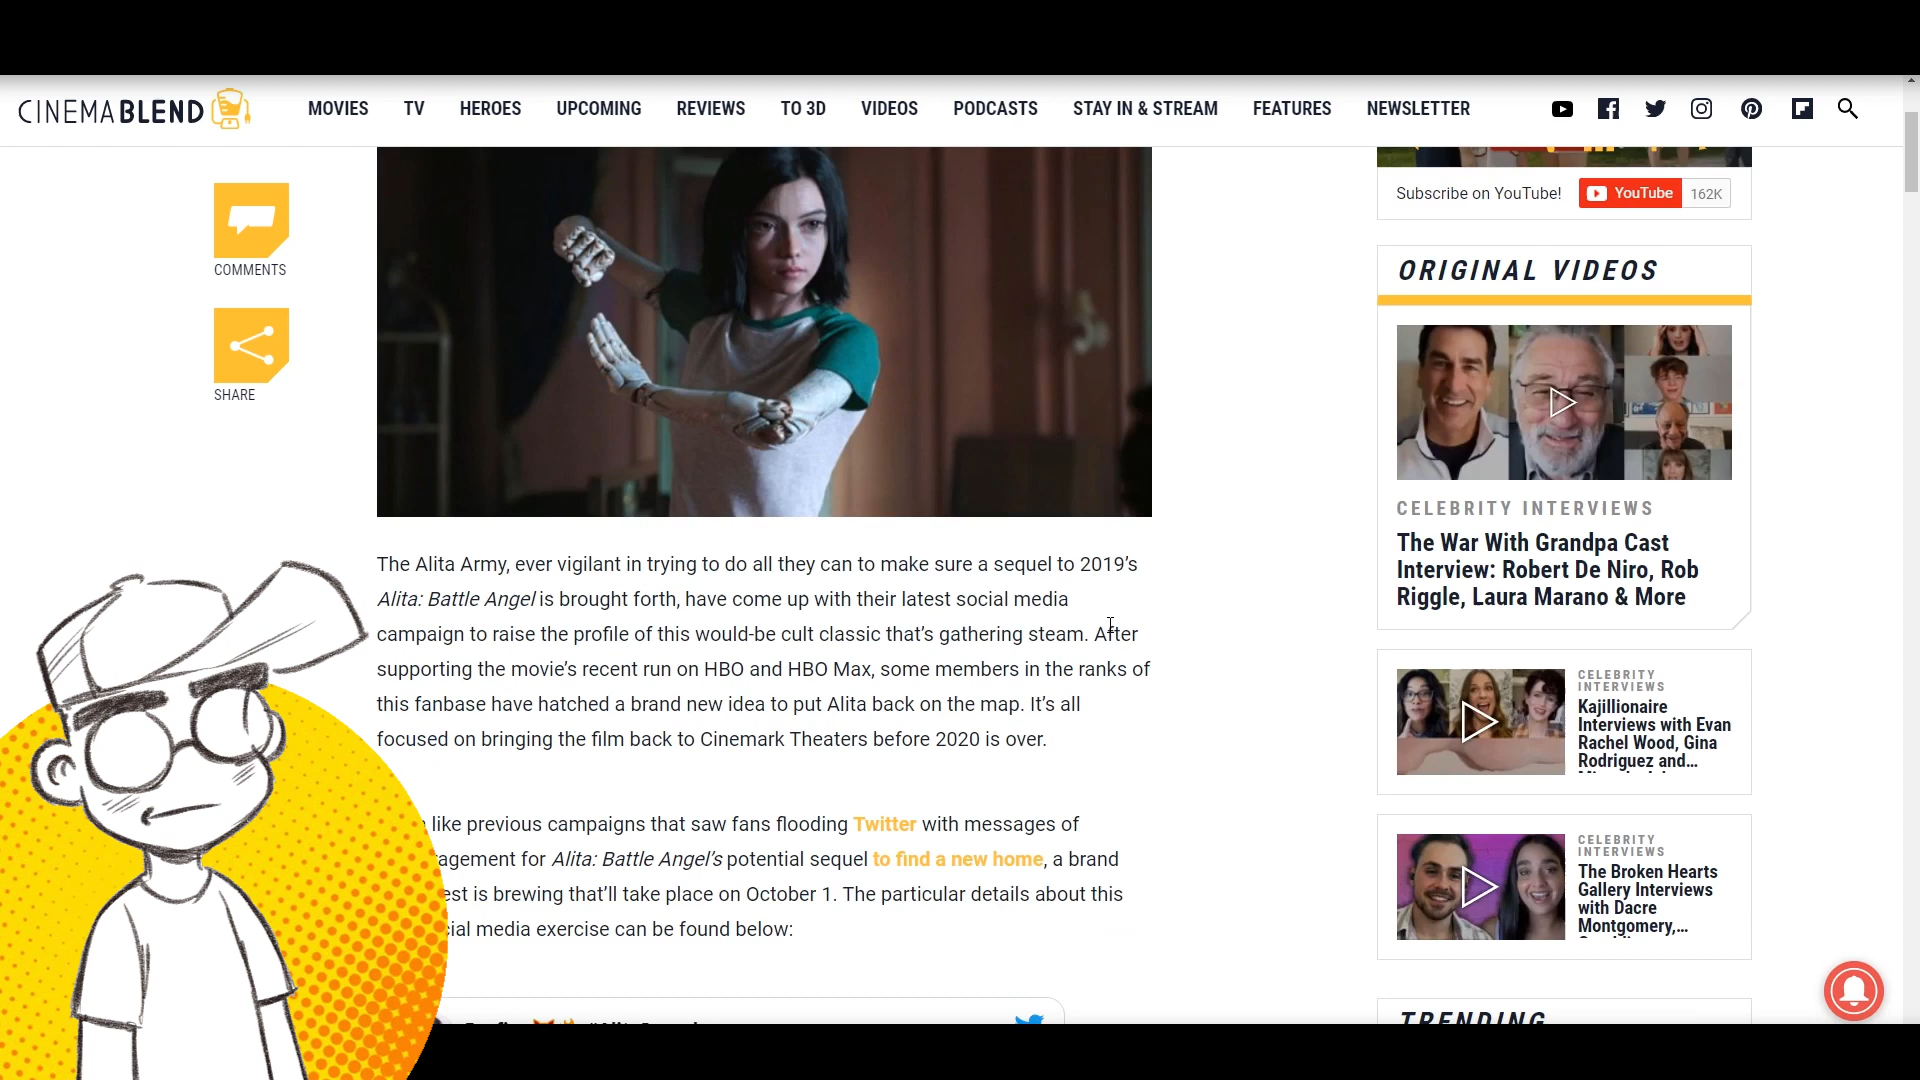 CINEMABLEND
MOVIES TV HEROES UPCOMING REVIEWS TO 3D VIDEOS PODCASTS STAY IN & STREAM FEATURES NEWSLETTER
COMMENTS
SHARE
The Alita Army, ever vigilant in trying to do all they can to make sure a sequel to 2019’s
Alita: Battle Angel is brought forth, have come up with their latest social media
campaign to raise the profile of this would-be cult classic that’s gathering steam. After
supporting the movie’s recent run on HBO and HBO Max, some members in the ranks of
this fanbase have hatched a brand new idea to put Alita back on the map. It’s all
focused on bringing the film back to Cinemark Theaters before 2020 is over.
like previous campaigns that saw fans flooding Twitter with messages of
agement for Alita: Battle Angel’s potential sequel to find a new home, a brand
est is brewing that’ll take place on October 1. The particular details about this
cial media exercise can be found below:
Subscribe on YouTube! YouTube 162K
ORIGINAL VIDEOS
CELEBRITY INTERVIEWS
The War With Grandpa Cast
Interview: Robert De Niro, Rob
Riggle, Laura Marano & More
CELEBRITY
INTERVIEWS
Kajillionaire
Interviews with Evan
Rachel Wood, Gina
Rodriguez and...
CELEBRITY
INTERVIEWS
The Broken Hearts
Gallery Interviews
with Dacre
Montgomery,...
TRENDING